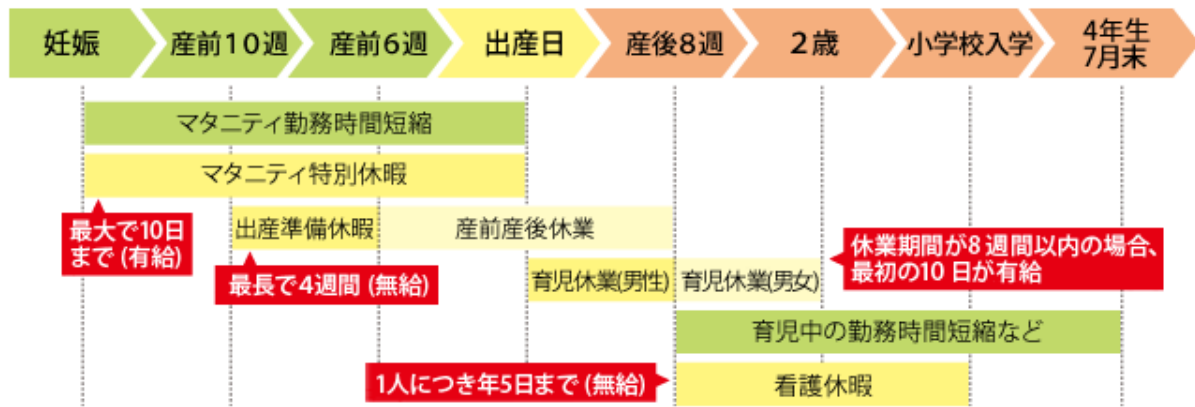 妊娠
産前10週
産前6週
出産日
産後8週
2歳
小学校入学
4年生
7月末
マタニティ勤務時間短縮
マタニティ特別休暇
最大で10日
まで(有給)
出産準備休暇
産前産後休業
最長で4週間(無給)
育児休業(男性)
育児休業(男女)
休業期間が8週間以内の場合、
最初の10日が有給
育児中の勤務時間短縮など
1人につき年5日まで(無給)
看護休暇